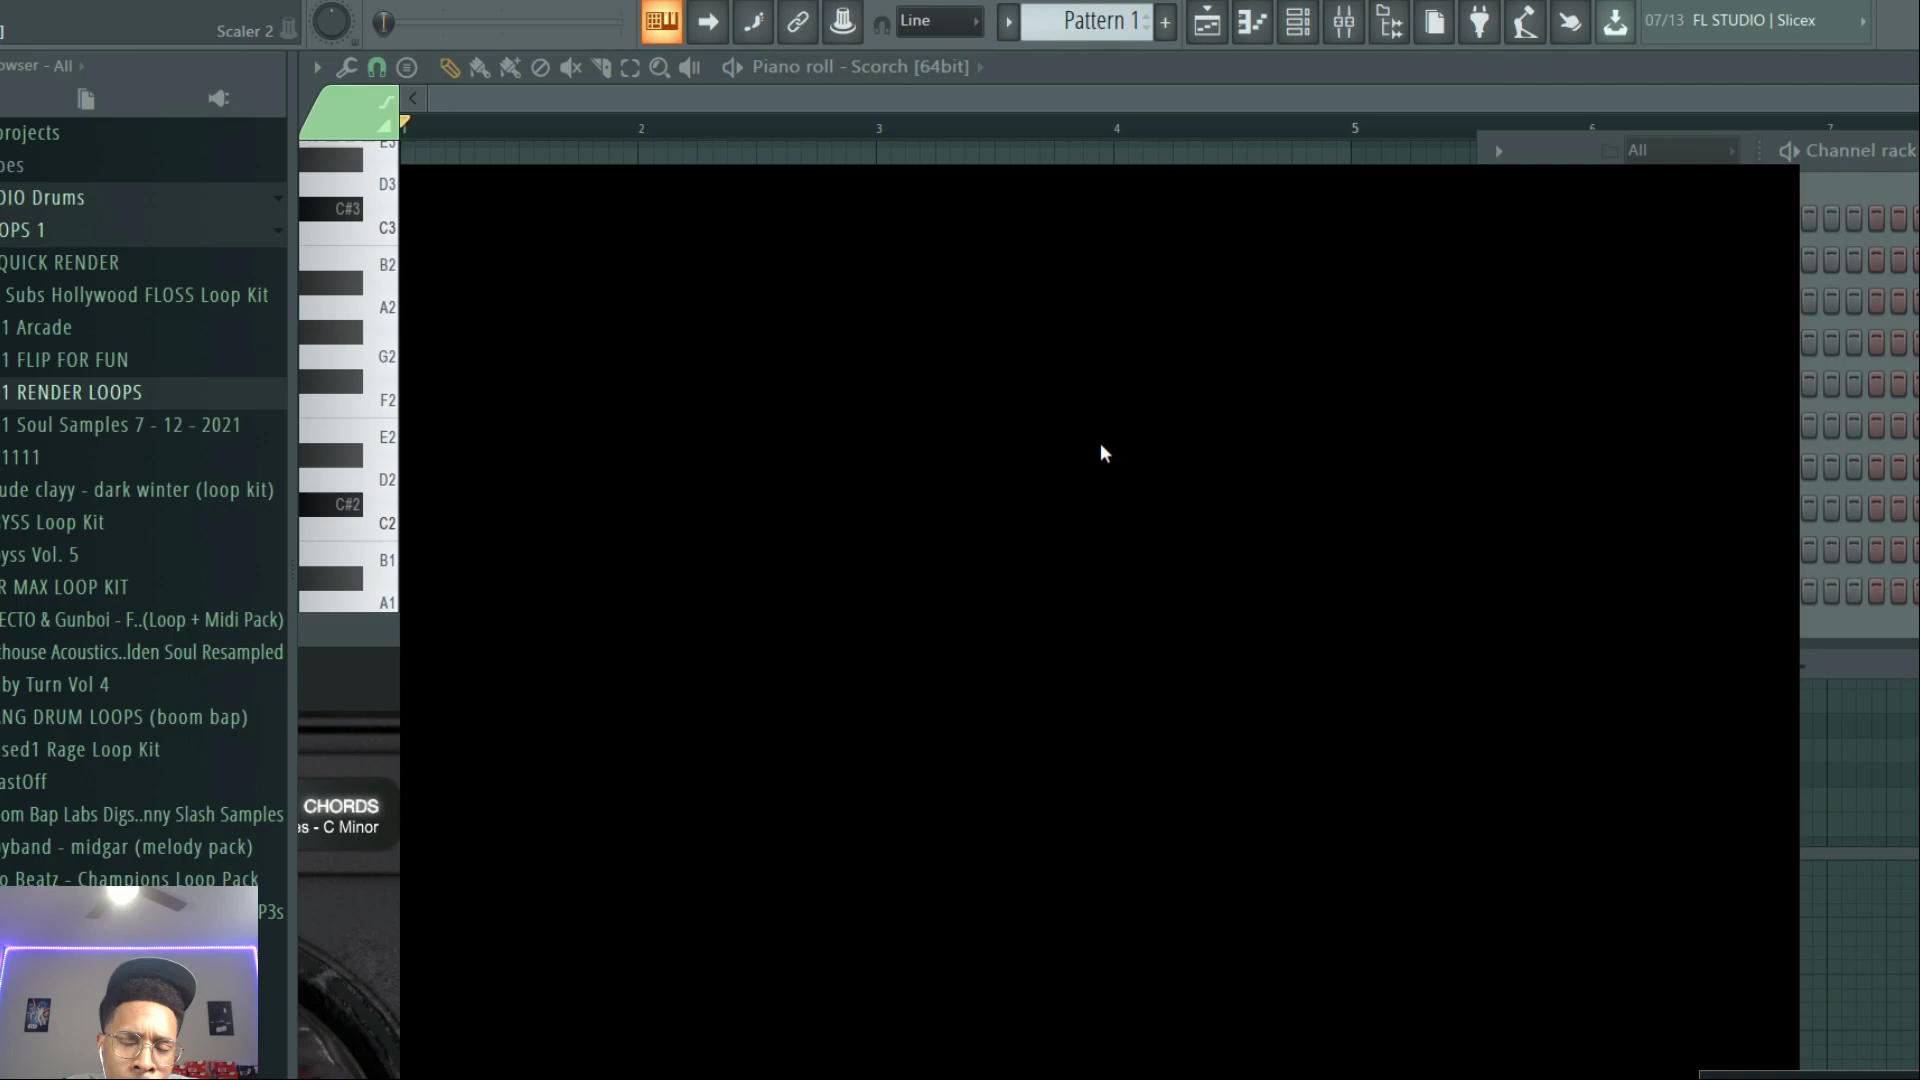 ]
Scaler 2
Line
Pattern 1
+
07/13 FL STUDIO | Slicex
owser - All
Piano roll - Scorch [64bit]
2
3
4
5
6
7
All
Channel rack
projects
pes
DIO Drums
OPS 1
QUICK RENDER
Subs Hollywood FLOSS Loop Kit
1 Arcade
1 FLIP FOR FUN
1 RENDER LOOPS
1 Soul Samples 7 - 12 - 2021
1111
ude clayy - dark winter (loop kit)
YSS Loop Kit
yss Vol. 5
R MAX LOOP KIT
ECTO & Gunboi - F..(Loop + Midi Pack)
thouse Acoustics..lden Soul Resampled
by Turn Vol 4
NG DRUM LOOPS (boom bap)
sed1 Rage Loop Kit
astOff
om Bap Labs Digs..nny Slash Samples
yband - midgar (melody pack)
o Beatz - Champions Loop Pack
P3s
E3
D3
C#3
C3
B2
A2
G2
F2
E2
D2
C#2
C2
B1
A1
CHORDS
es - C Minor